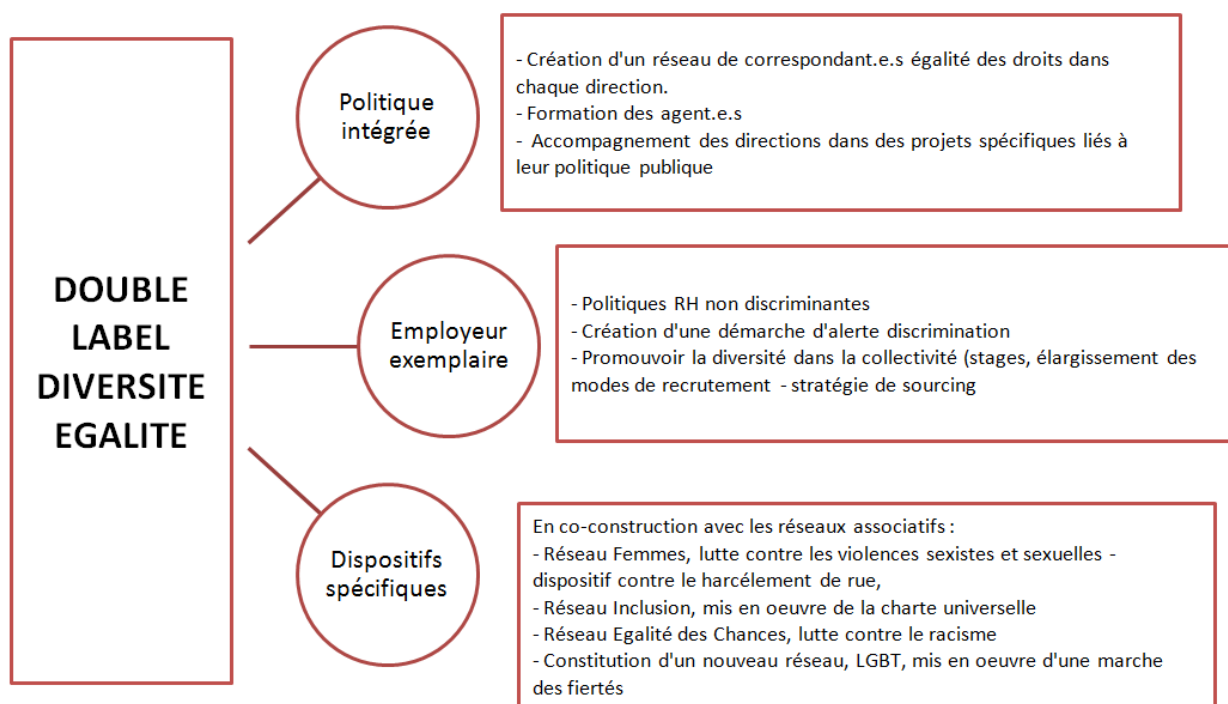 DOUBLE
LABEL
DIVERSITE
EGALITE
Politique
intégrée
- Création d'un réseau de correspondant.e.s égalité des droits dans
chaque direction.
- Formation des agent.e.s
- Accompagnement des directions dans des projets spécifiques liés à
leur politique publique
Employeur
exemplaire
- Politiques RH non discriminantes
- Création d'une démarche d'alerte discrimination
- Promouvoir la diversité dans la collectivité (stages, élargissement des
modes de recrutement - stratégie de sourcing
Dispositifs
spécifiques
En co-construction avec les réseaux associatifs :
- Réseau Femmes, lutte contre les violences sexistes et sexuelles -
dispositif contre le harcélement de rue,
- Réseau Inclusion, mis en oeuvre de la charte universelle
- Réseau Egalité des Chances, lutte contre le racisme
- Constitution d'un nouveau réseau, LGBT, mis en oeuvre d'une marche
des fiertés